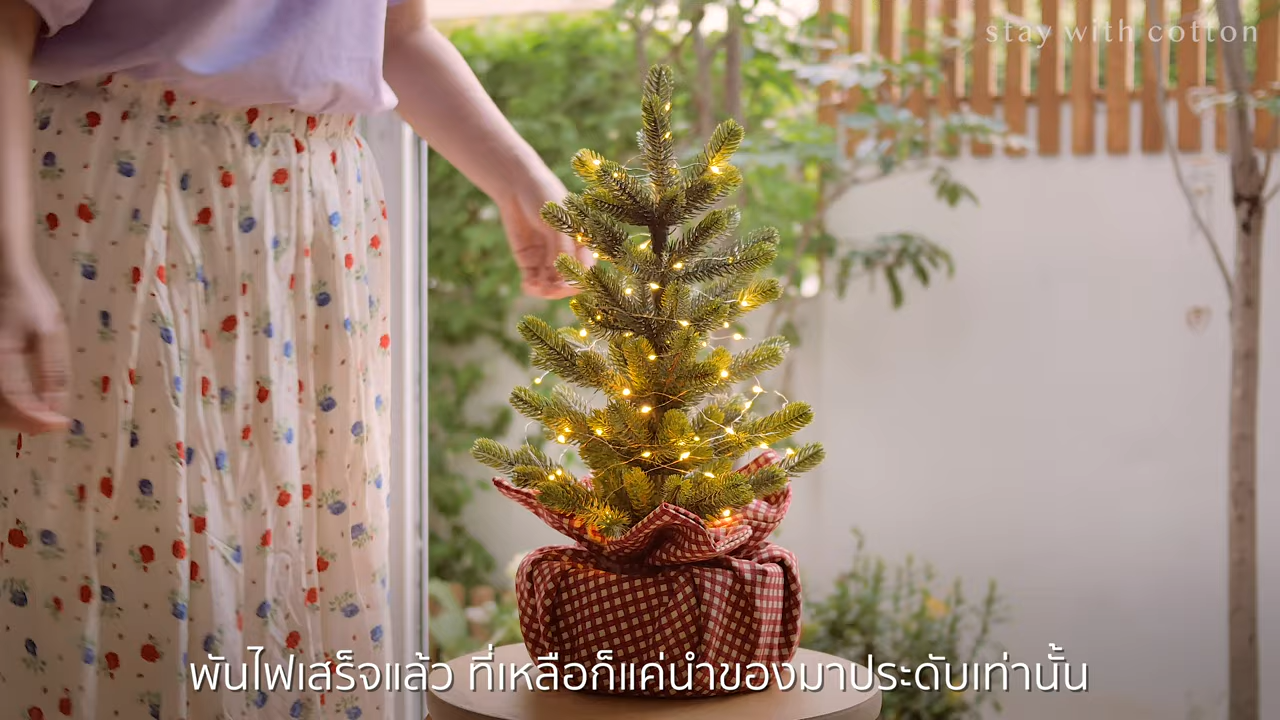 stay with cotton
พันไฟเสร็จแล้ว ที่เหลือก็แค่นำของมาประดับเท่านั้น